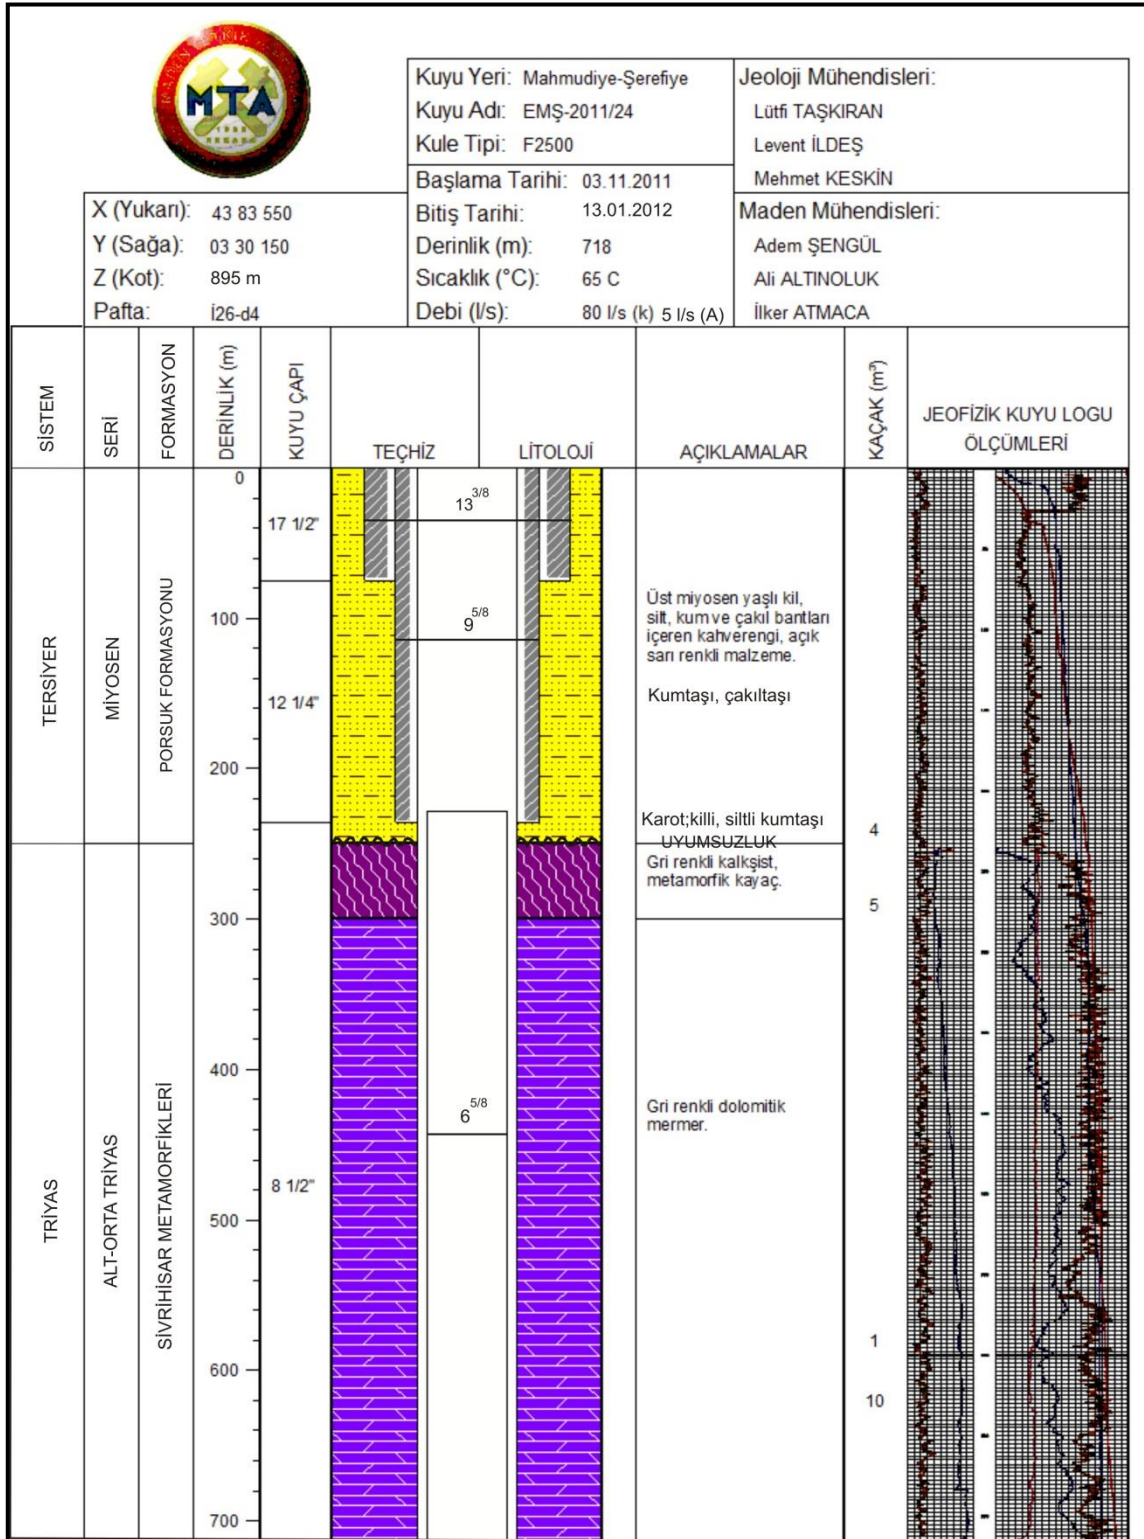 MTA
Kuyu Yeri: Mahmudiye-Şerefiye
Kuyu Adı: EMŞ-2011/24
Kule Tipi: F2500
Jeoloji Mühendisleri:
Lütfi TAŞKIRAN
Levent İLDEŞ
Mehmet KESKİN
X (Yukarı): 43 83 550
Y (Sağa): 03 30 150
Z (Kot): 895 m
Pafta: İ26-d4
Başlama Tarihi: 03.11.2011
Bitiş Tarihi: 13.01.2012
Derinlik (m): 718
Sıcaklık (°C): 65 C
Debi (l/s): 80 l/s (k) 5 l/s (A)
Maden Mühendisleri:
Adem ŞENGÜL
Ali ALTINOLUK
İlker ATMACA
SİSTEM
SERİ
FORMASYON
DERİNLİK (m)
KUYU ÇAPI
TEÇHİZ
LİTOLOJİ
AÇIKLAMALAR
KAÇAK (m³)
JEOFİZİK KUYU LOGU
ÖLÇÜMLERİ
TERSİYER
MİYOSEN
PORSUK FORMASYONU
TRİYAS
ALT-ORTA TRİYAS
SİVRİHİSAR METAMORFİKLERİ
0
100
200
300
400
500
600
700
17 1/2"
12 1/4"
8 1/2"
13 3/8
9 5/8
6 5/8
Üst miyosen yaşlı kil,
silt, kum ve çakıl bantları
içeren kahverengi, açık
sarı renkli malzeme.
Kumtaşı, çakıltaşı
Karot;killi, siltli kumtaşı
UYUMSUZLUK
Gri renkli kalkşist,
metamorfik kayaç.
Gri renkli dolomitik
mermer.
4
5
1
10